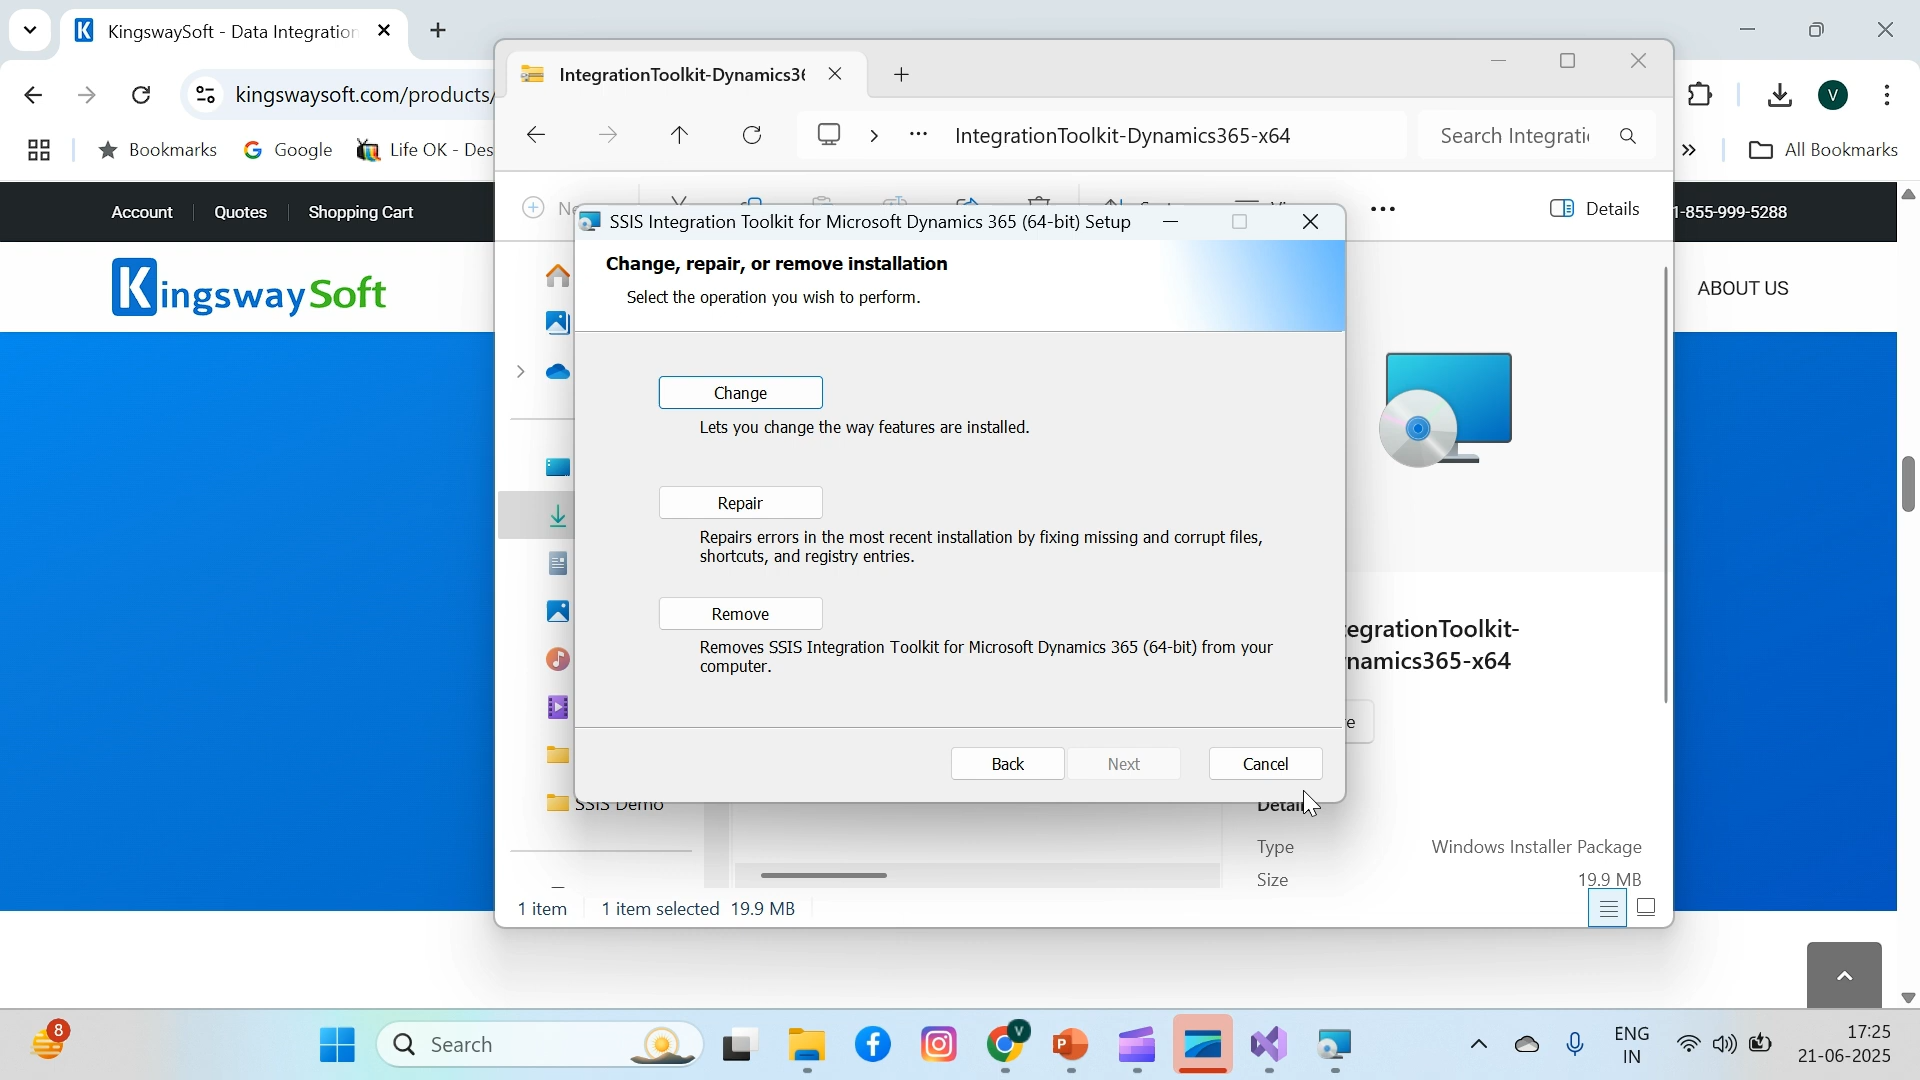 KingswaySoft - Data Integration
kingswaysoft.com/products/
Bookmarks
Google
Life OK - Des
All Bookmarks
V
Account
Quotes
Shopping Cart
1-855-999-5288
KingswaySoft
ABOUT US
IntegrationToolkit-Dynamics36
IntegrationToolkit-Dynamics365-x64
Search Integrati
Details
SSIS Integration Toolkit for Microsoft Dynamics 365 (64-bit) Setup
Change, repair, or remove installation
Select the operation you wish to perform.
Change
Lets you change the way features are installed.
Repair
Repairs errors in the most recent installation by fixing missing and corrupt files,
shortcuts, and registry entries.
Remove
Removes SSIS Integration Toolkit for Microsoft Dynamics 365 (64-bit) from your
computer.
Back
Next
Cancel
SSIS Demo
tegrationToolkit-
namics365-x64
e
Detail
Type
Windows Installer Package
Size
19.9 MB
1 item
1 item selected 19.9 MB
8
Search
V
ENG
IN
17:25
21-06-2025